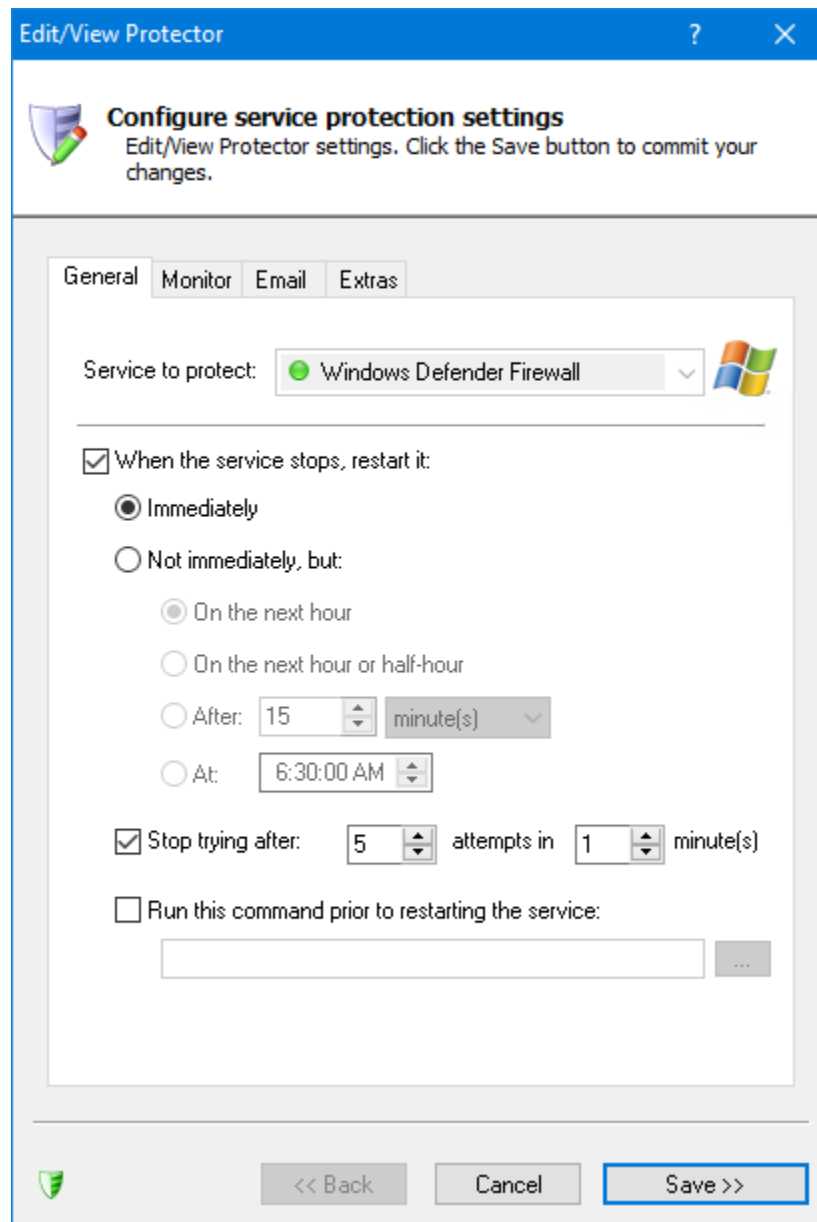 Edit/View Protector ?
Configure service protection settings
Edit/View Protector settings. Click the Save button to commit your
changes.
General Monitor Email Extras
Service to protect: Windows Defender Firewall
When the service stops, restart it:
Immediately
Not immediately, but:
On the next hour
On the next hour or half-hour
After: 15 minute(s)
At: 6:30:00 AM
Stop trying after: 5 attempts in 1 minute(s)
Run this command prior to restarting the service:
...
<< Back Cancel Save >>